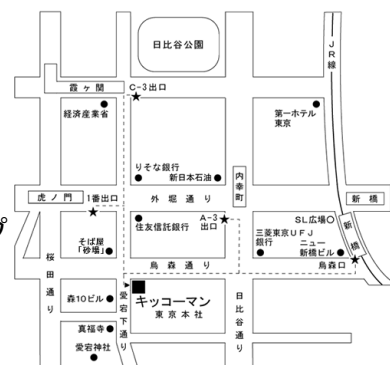 日比谷公園
JR線
霞ヶ関
C-3出口
経済産業省
第一ホテル
東京
りそな銀行
新日本石油
内幸町
虎ノ門
1番出口
外堀通り
新橋
A-3
出口
SL広場
住友信託銀行
三菱東京UFJ
銀行
新橋
ニュー
新橋ビル
そば屋
「砂場」
烏森通り
烏森口
桜田通り
森10ビル
愛宕下通り
キッコーマン
東京本社
日比谷通り
真福寺
愛宕神社
プ